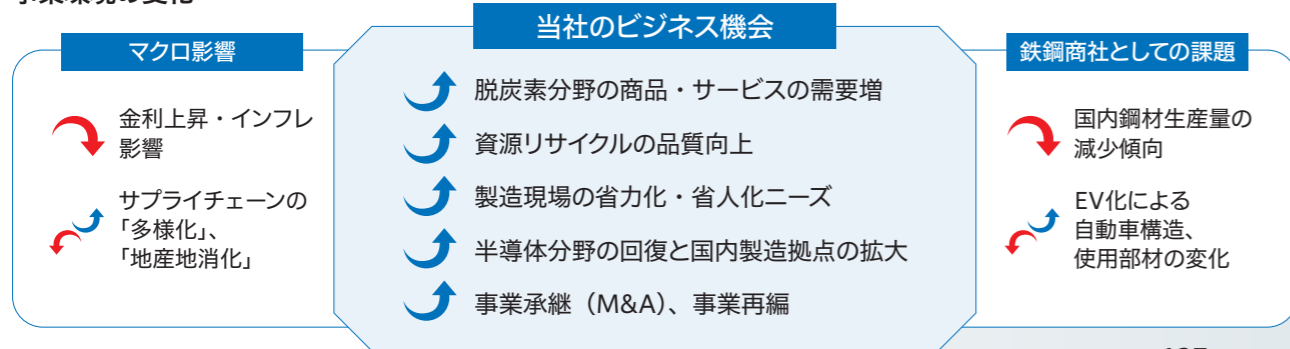 マクロ影響
金利上昇・インフレ
影響
サプライチェーンの
「多様化」、
「地産地消化」
当社のビジネス機会
脱炭素分野の商品・サービスの需要増
資源リサイクルの品質向上
製造現場の省力化・省人化ニーズ
半導体分野の回復と国内製造拠点の拡大
事業承継（M&A）、事業再編
鉄鋼商社としての課題
国内鋼材生産量の
減少傾向
EV化による
自動車構造、
使用部材の変化